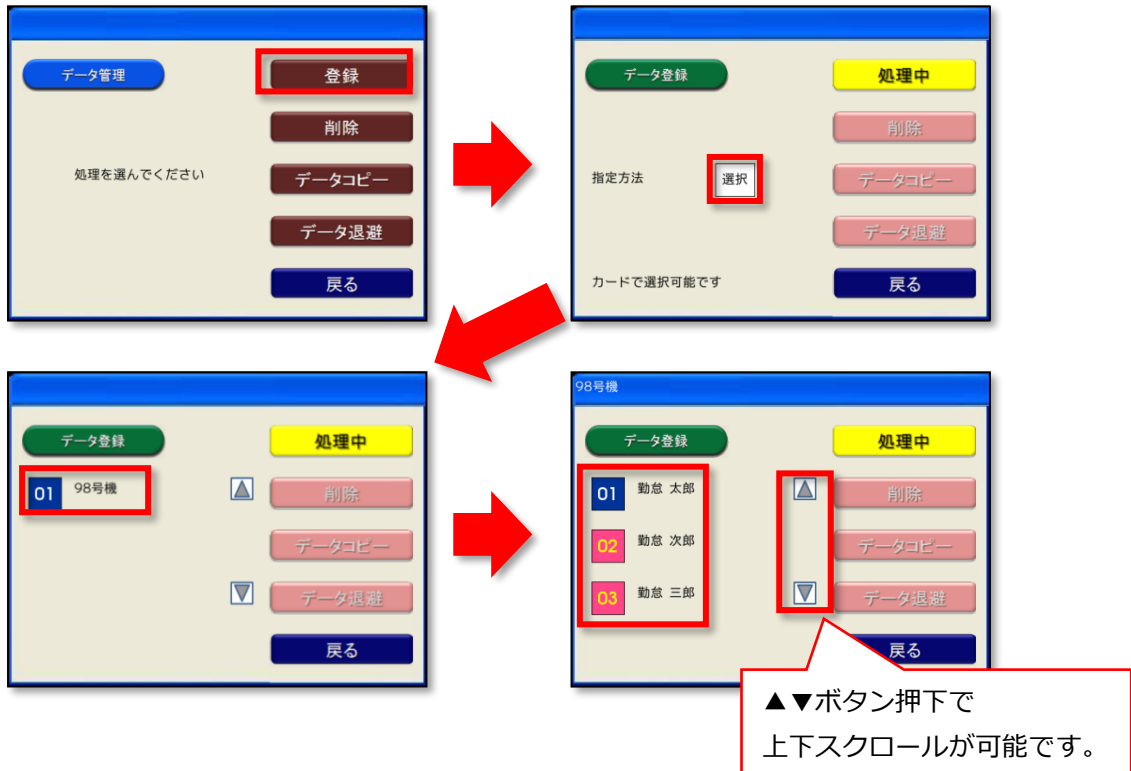 データ管理
登録
削除
処理を選んでください
データコピー
データ退避
戻る
データ登録
処理中
削除
指定方法
選択
データコピー
データ退避
カードで選択可能です
戻る
データ登録
処理中
01
98号機
削除
データコピー
データ退避
戻る
98号機
データ登録
処理中
01
勤怠 太郎
削除
02
勤怠 次郎
データコピー
03
勤怠 三郎
データ退避
戻る
▲▼ボタン押下で
上下スクロールが可能です。